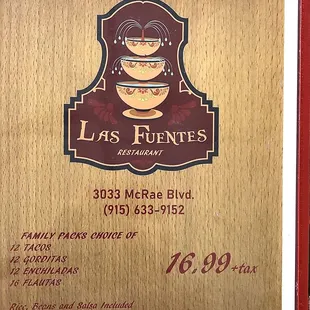 LAS FUENTES
RESTAURANT
3033 McRae Blvd.
(915) 633-9152
FAMILY PACKS CHOICE OF
12 TACOS
12 GORDITAS
12 ENCHILADAS
16 FLAUTAS
16.99+tax
Rice, Beans and Salsa Included